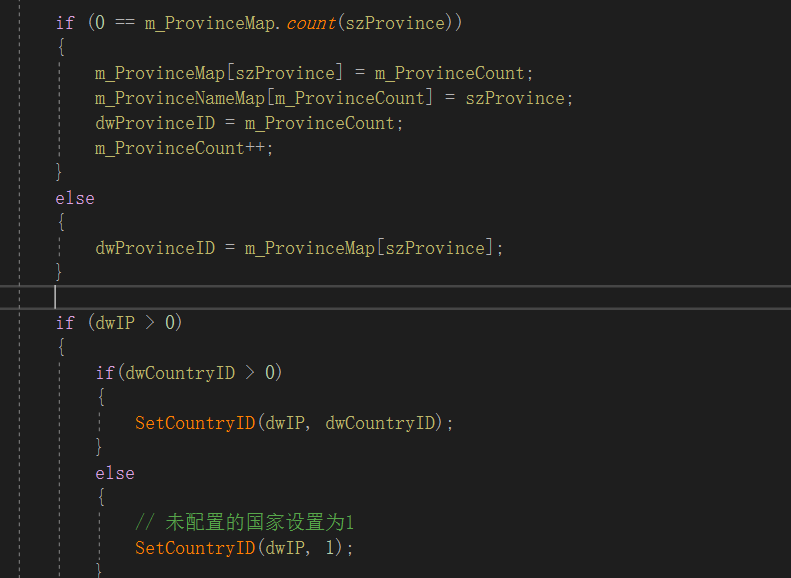 if (0 == m_ProvinceMap.count(szProvince))
{
m_ProvinceMap[szProvince] = m_ProvinceCount;
m_ProvinceNameMap[m_ProvinceCount] = szProvince;
dwProvinceID = m_ProvinceCount;
m_ProvinceCount++;
}
else
{
dwProvinceID = m_ProvinceMap[szProvince];
}
if (dwIP > 0)
{
if(dwCountryID > 0)
{
SetCountryID(dwIP, dwCountryID);
}
else
{
// 未配置的国家设置为1
SetCountryID(dwIP, 1);
}